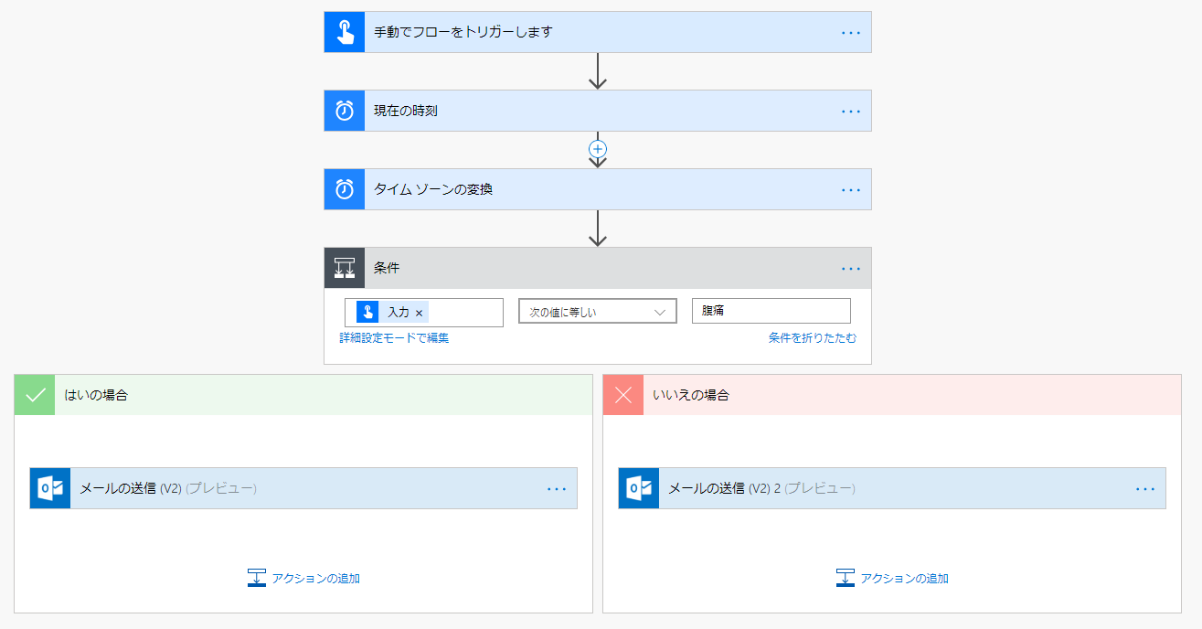 手動でフローをトリガーします
現在の時刻
タイム ゾーンの変換
条件
入力 × 次の値に等しい 腹痛
詳細設定モードで編集 条件を折りたたむ
はいの場合
いいえの場合
メールの送信 (V2) (プレビュー)
メールの送信 (V2) 2 (プレビュー)
アクションの追加
アクションの追加